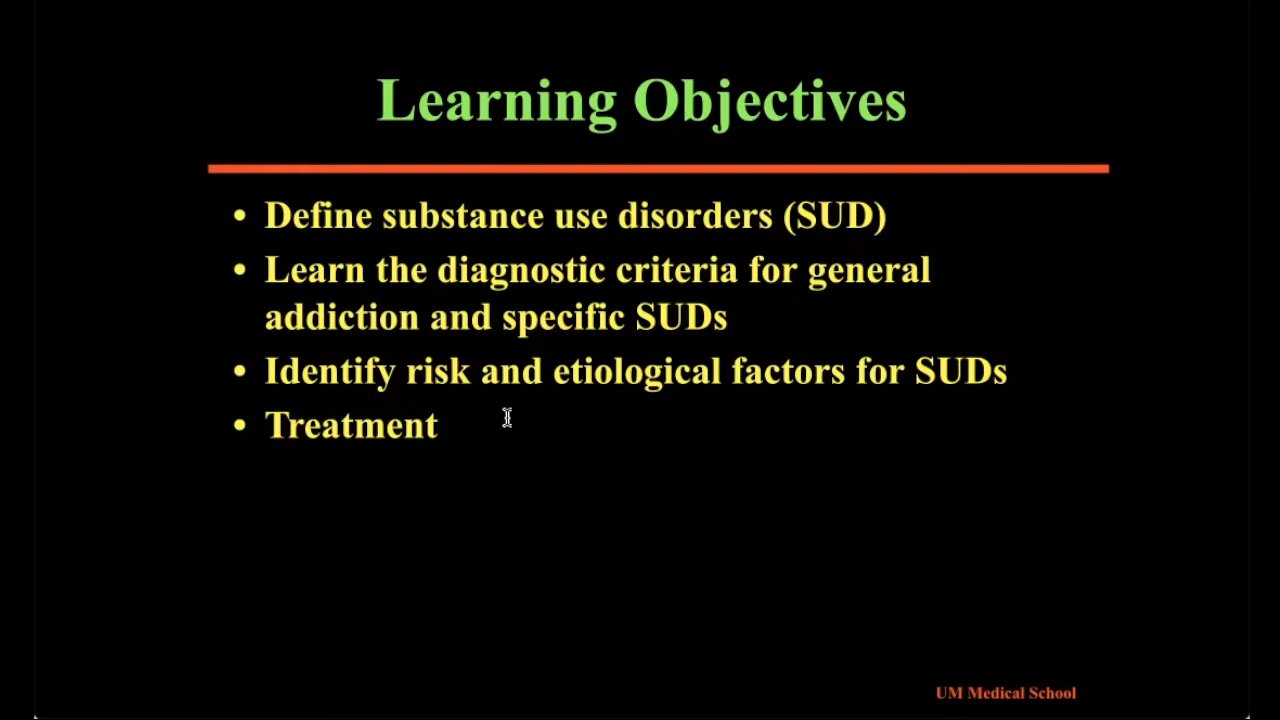 Learning Objectives
• Define substance use disorders (SUD)
• Learn the diagnostic criteria for general
addiction and specific SUDs
• Identify risk and etiological factors for SUDs
• Treatment
UM Medical School